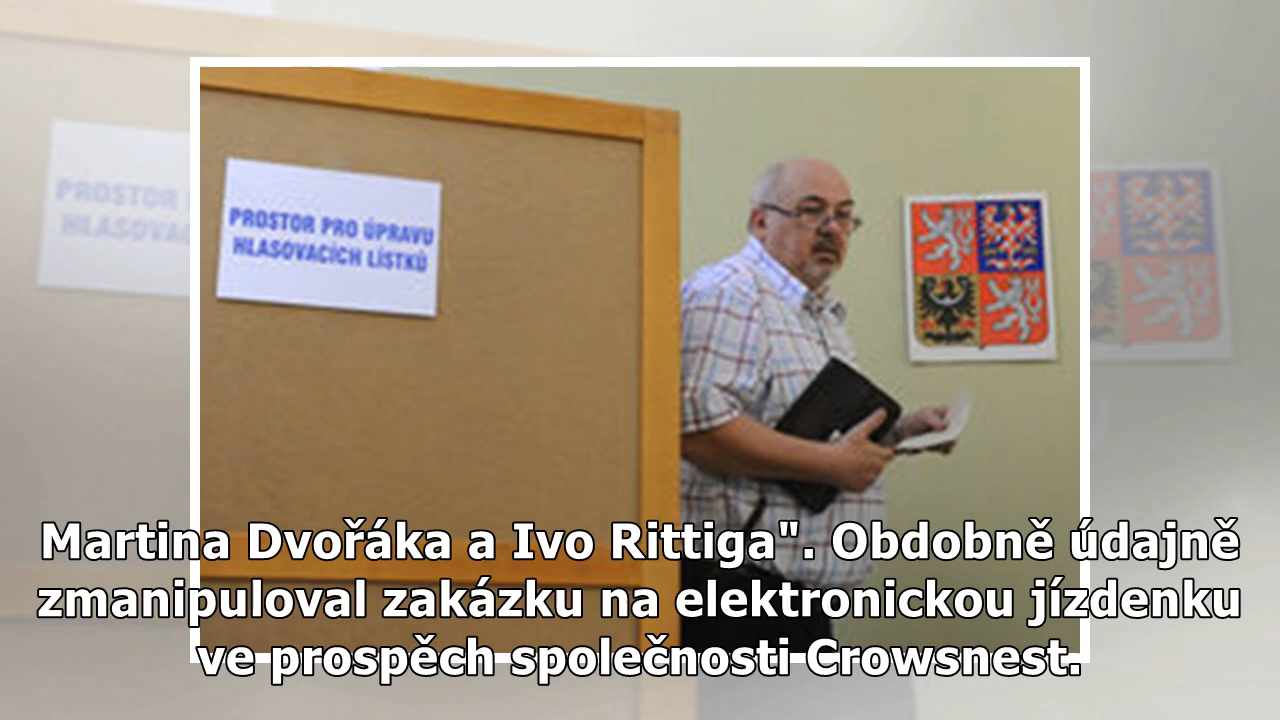 PROSTOR PRO ÚPRAVU
HLASOVACÍCH LÍSTKŮ
Martina Dvořáka a Ivo Rittiga". Obdobně údajně
zmanipuloval zakázku na elektronickou jízdenku
ve prospěch společnosti Crowsnest.